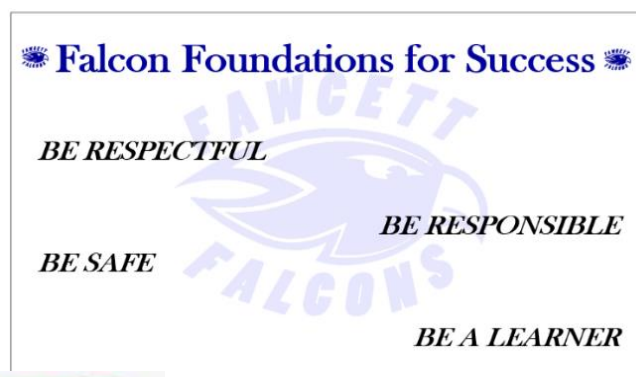 Falcon Foundations for Success
FAWCETT
BE RESPECTFUL
BE RESPONSIBLE
BE SAFE
FALCONS
BE A LEARNER